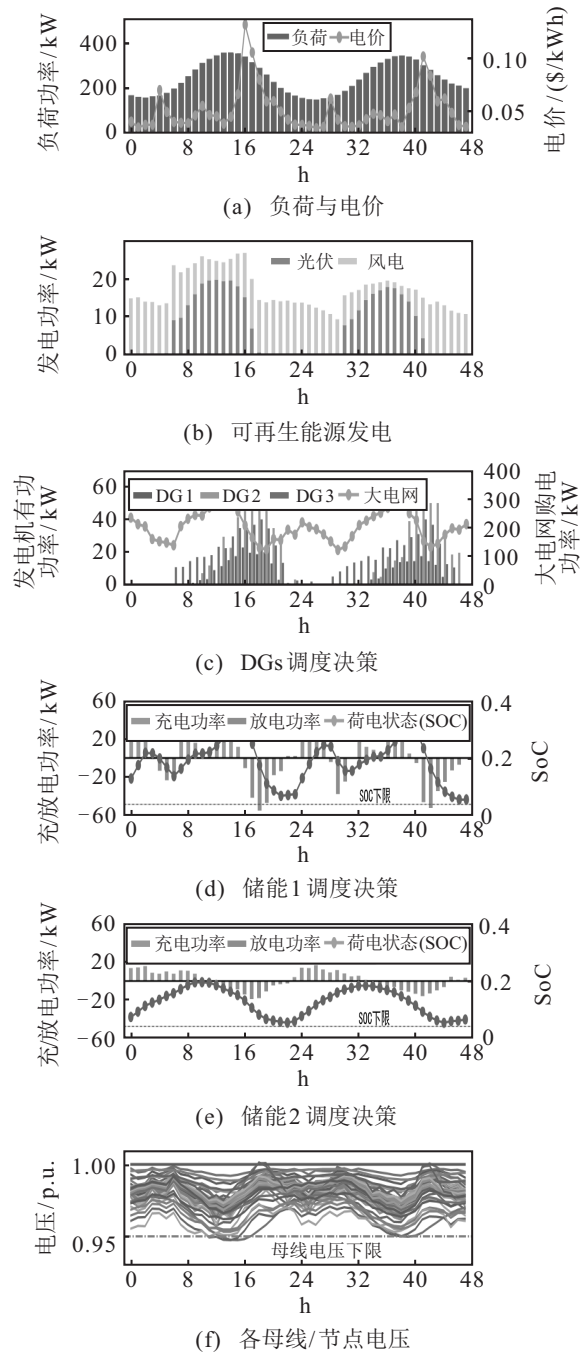 负荷 电价
负荷功率/kW
400
200
0
0.10
0.05
电价/($/kWh)
0 8 16 24 32 40 48
h
(a) 负荷与电价
光伏 风电
发电功率/kW
20
10
0
0 8 16 24 32 40 48
h
(b) 可再生能源发电
DG1 DG2 DG3 大电网
发电机有功
功率/kW
60
40
20
0
400
300
200
100
0
大电网购电
功率/kW
0 8 16 24 32 40 48
h
(c) DGs调度决策
充电功率 放电功率 荷电状态(SOC)
充/放电功率/kW
60
20
−20
−60
0.4
0.2
0
SoC
SOC下限
0 8 16 24 32 40 48
h
(d) 储能1调度决策
充电功率 放电功率 荷电状态(SOC)
充/放电功率/kW
60
20
−20
−60
0.4
0.2
0
SoC
SOC下限
0 8 16 24 32 40 48
h
(e) 储能2调度决策
电压/p.u.
1.00
0.95
母线电压下限
0 8 16 24 32 40 48
h
(f) 各母线/节点电压